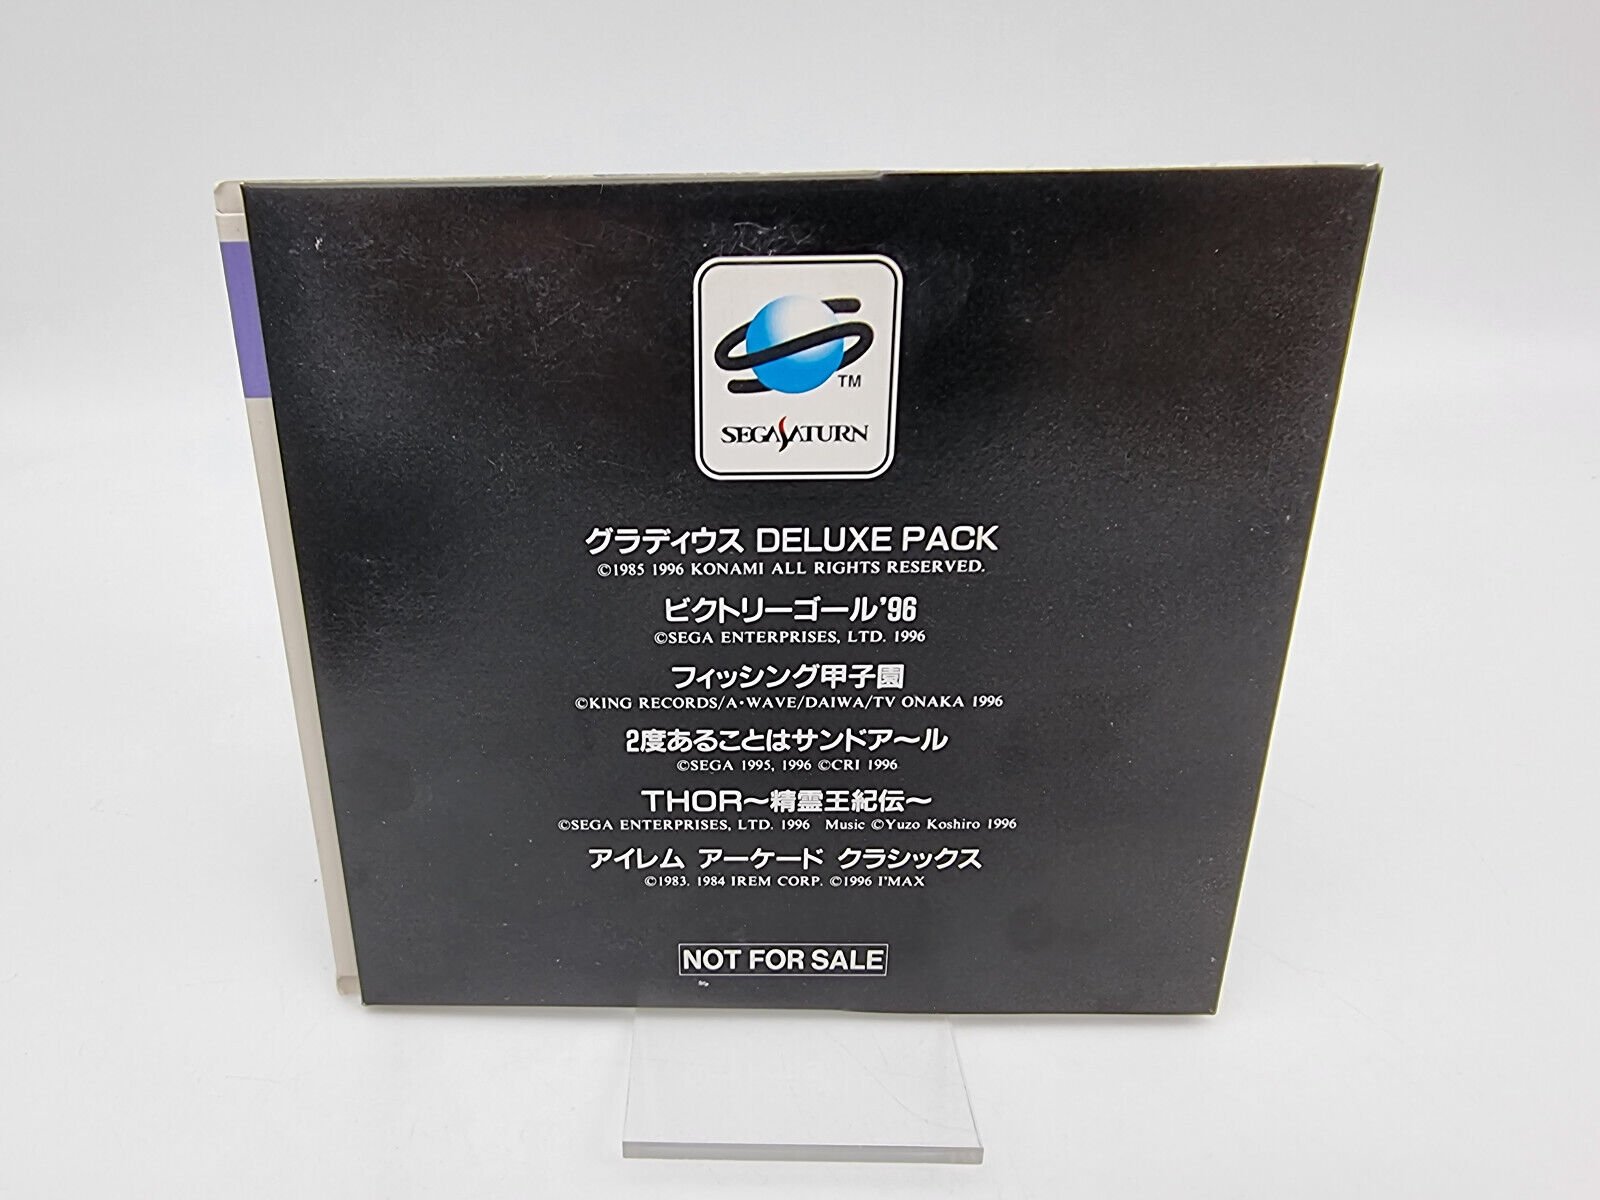 TM
SEGA SATURN
グラディウス DELUXE PACK
©1985 1996 KONAMI ALL RIGHTS RESERVED.
ビクトリーゴール'96
©SEGA ENTERPRISES, LTD. 1996
フィッシング甲子園
©KING RECORDS/A・WAVE/DAIWA/TV ONAKA 1996
2度あることはサンドア〜ル
©SEGA 1995, 1996 ©CRI 1996
THOR〜精霊王紀伝〜
©SEGA ENTERPRISES, LTD. 1996 Music ©Yuzo Koshiro 1996
アイレム アーケード クラシックス
©1983. 1984 IREM CORP. ©1996 I'MAX
NOT FOR SALE